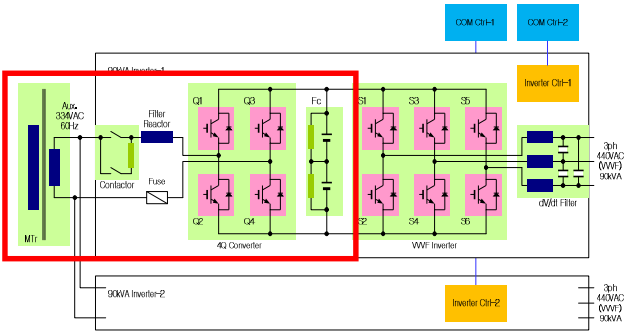 COM Ctrl-1
COM Ctrl-2
90kVA Inverter-1
Inverter Ctrl-1
Aux.
334VAC
60Hz
Filter
Reactor
Q1
Q3
Fc
S1
S3
S5
Contactor
Fuse
3ph
440VAC
(VVVF)
90kVA
dV/dt Filter
Q2
Q4
S2
S4
S6
MTr
4Q Converter
VVVF Inverter
90kVA Inverter-2
Inverter Ctrl-2
3ph
440VAC
(VVVF)
90kVA